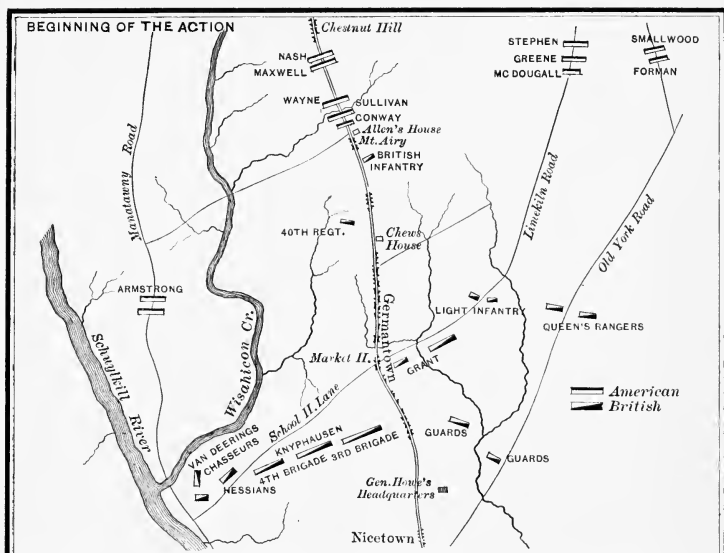 BEGINNING OF THE ACTION
Chestnut Hill
NASH
MAXWELL
WAYNE
SULLIVAN
CONWAY
Allen's House
Mt. Airy
BRITISH
INFANTRY
STEPHEN
GREENE
MC DOUGALL
SMALLWOOD
FORMAN
Manatawny Road
40TH REGT.
Chews
House
Limekiln Road
Old York Road
ARMSTRONG
Wisahicon Cr.
Germantown
LIGHT INFANTRY
QUEEN'S RANGERS
Schuylkill
River
Market H.
GRANT
School H. Lane
American
British
VAN DEERINGS
CHASSEURS
HESSIANS
KNYPHAUSEN
4TH BRIGADE
3RD BRIGADE
GUARDS
GUARDS
Gen. Howe's
Headquarters
Nicetown